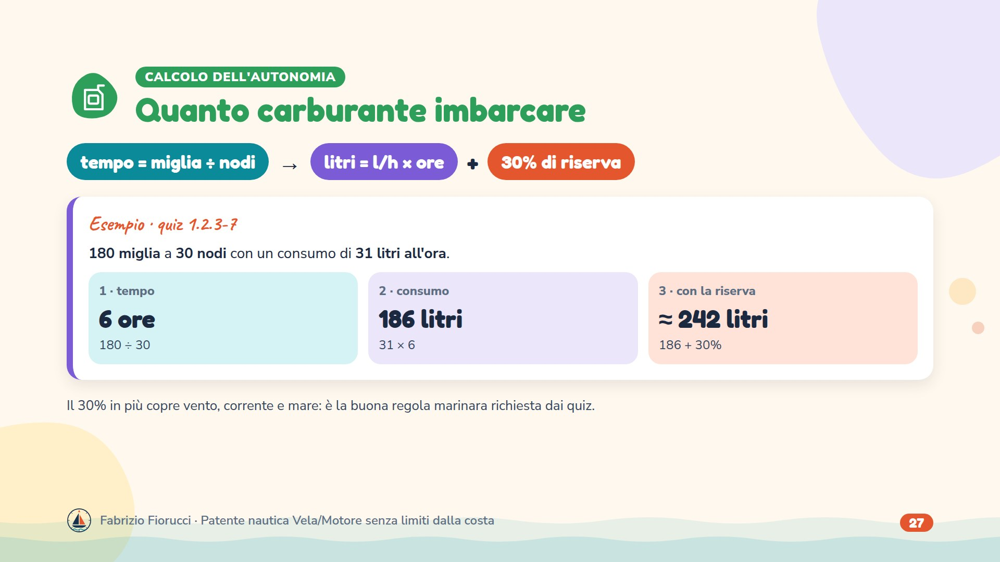 CALCOLO DELL'AUTONOMIA
Quanto carburante imbarcare
tempo = miglia ÷ nodi → litri = l/h × ore + 30% di riserva
Esempio · quiz 1.2.3-7
180 miglia a 30 nodi con un consumo di 31 litri all'ora.
1 · tempo
6 ore
180 ÷ 30
2 · consumo
186 litri
31 × 6
3 · con la riserva
≈ 242 litri
186 + 30%
Il 30% in più copre vento, corrente e mare: è la buona regola marinara richiesta dai quiz.
Fabrizio Fiorucci · Patente nautica Vela/Motore senza limiti dalla costa
27